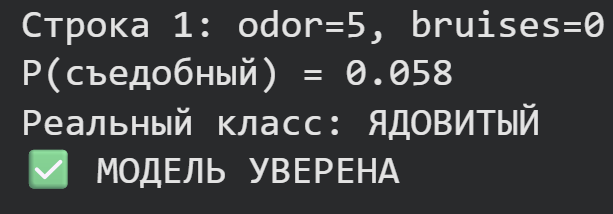 Строка 1: odor=5, bruises=0
P(съедобный) = 0.058
Реальный класс: ЯДОВИТЫЙ
✅ МОДЕЛЬ УВЕРЕНА